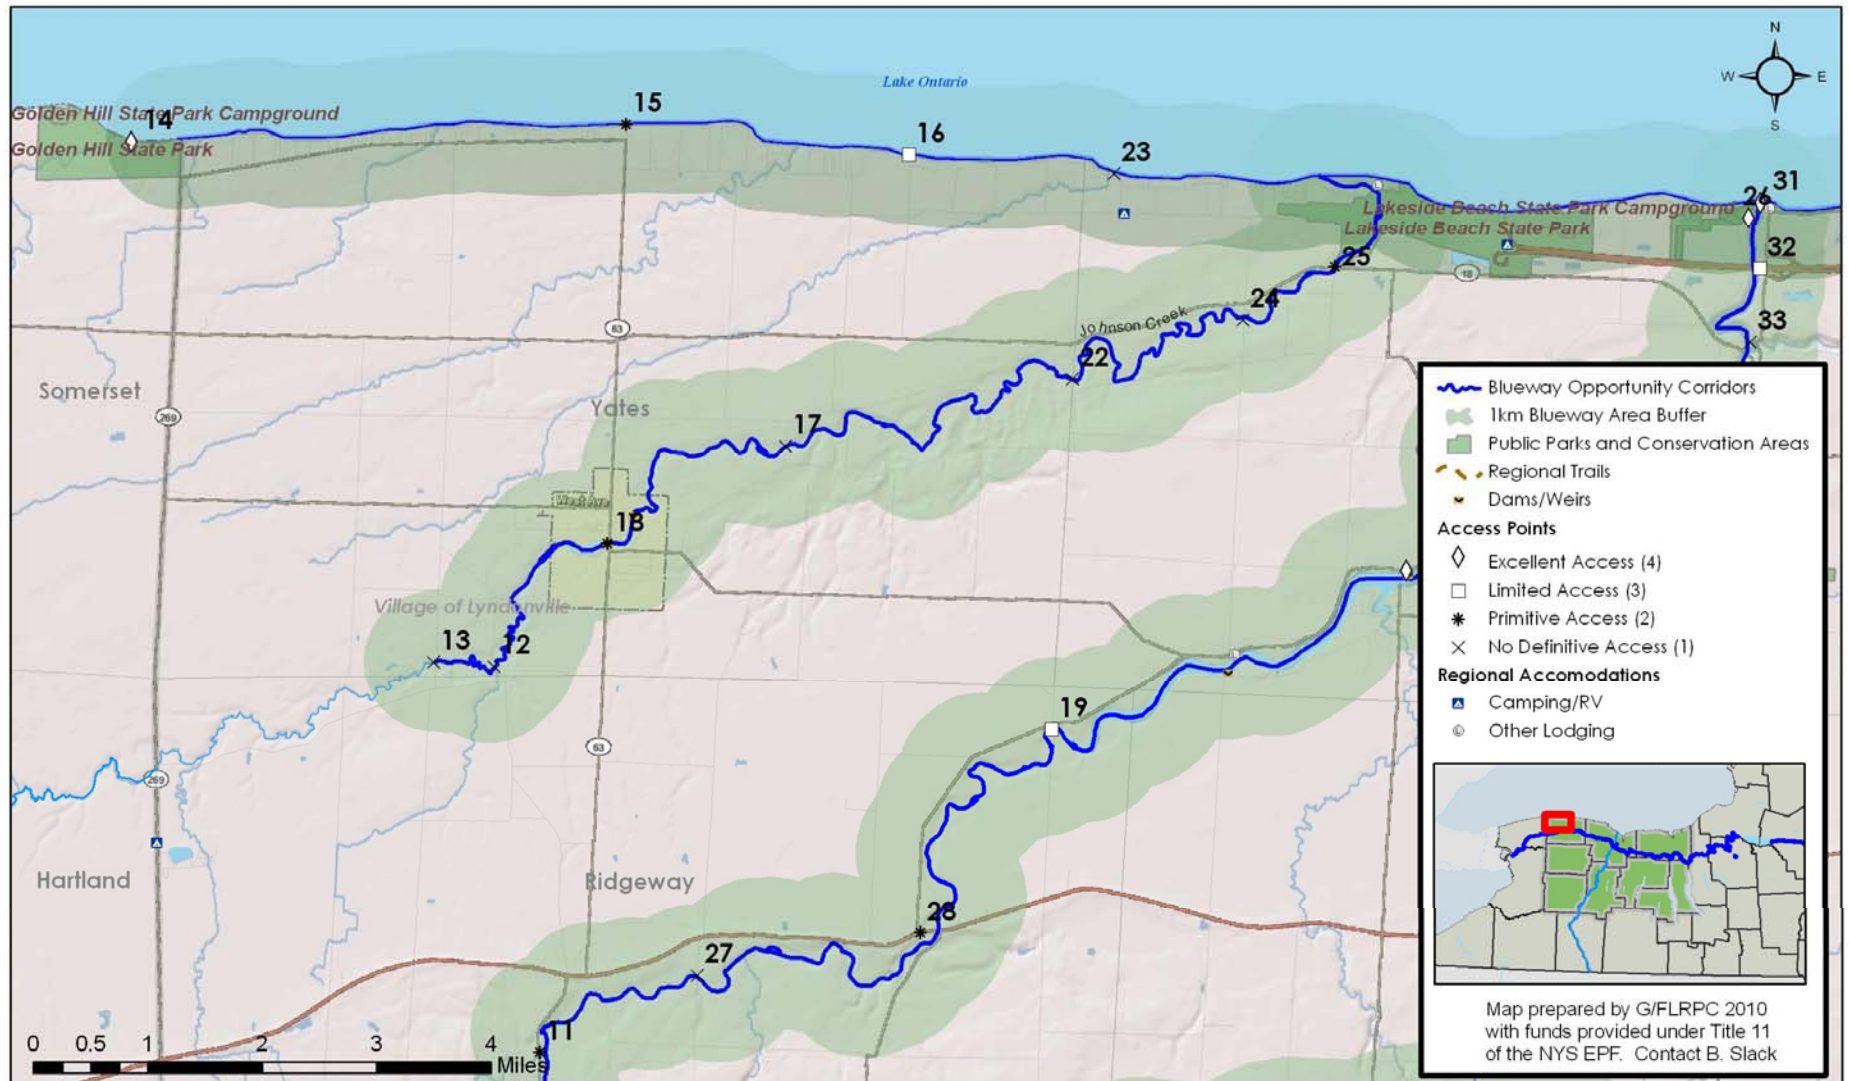 N
Lake Ontario
W E
S
Golden Hill State Park Campground
14
15
Golden Hill State Park
16
23
31
26
Lakeside Beach State Park Campground
Lakeside Beach State Park
32
25
18
24
33
Johnson Creek
63
22
Somerset
269
Yates
17
West Ave
18
Village of Lyndonville
13
12
19
63
269
Hartland
Ridgeway
28
27
11
0 0.5 1 2 3 4
Miles
Blueway Opportunity Corridors
1km Blueway Area Buffer
Public Parks and Conservation Areas
Regional Trails
Dams/Weirs
Access Points
Excellent Access (4)
Limited Access (3)
Primitive Access (2)
No Definitive Access (1)
Regional Accomodations
Camping/RV
Other Lodging
Map prepared by G/FLRPC 2010
with funds provided under Title 11
of the NYS EPF. Contact B. Slack